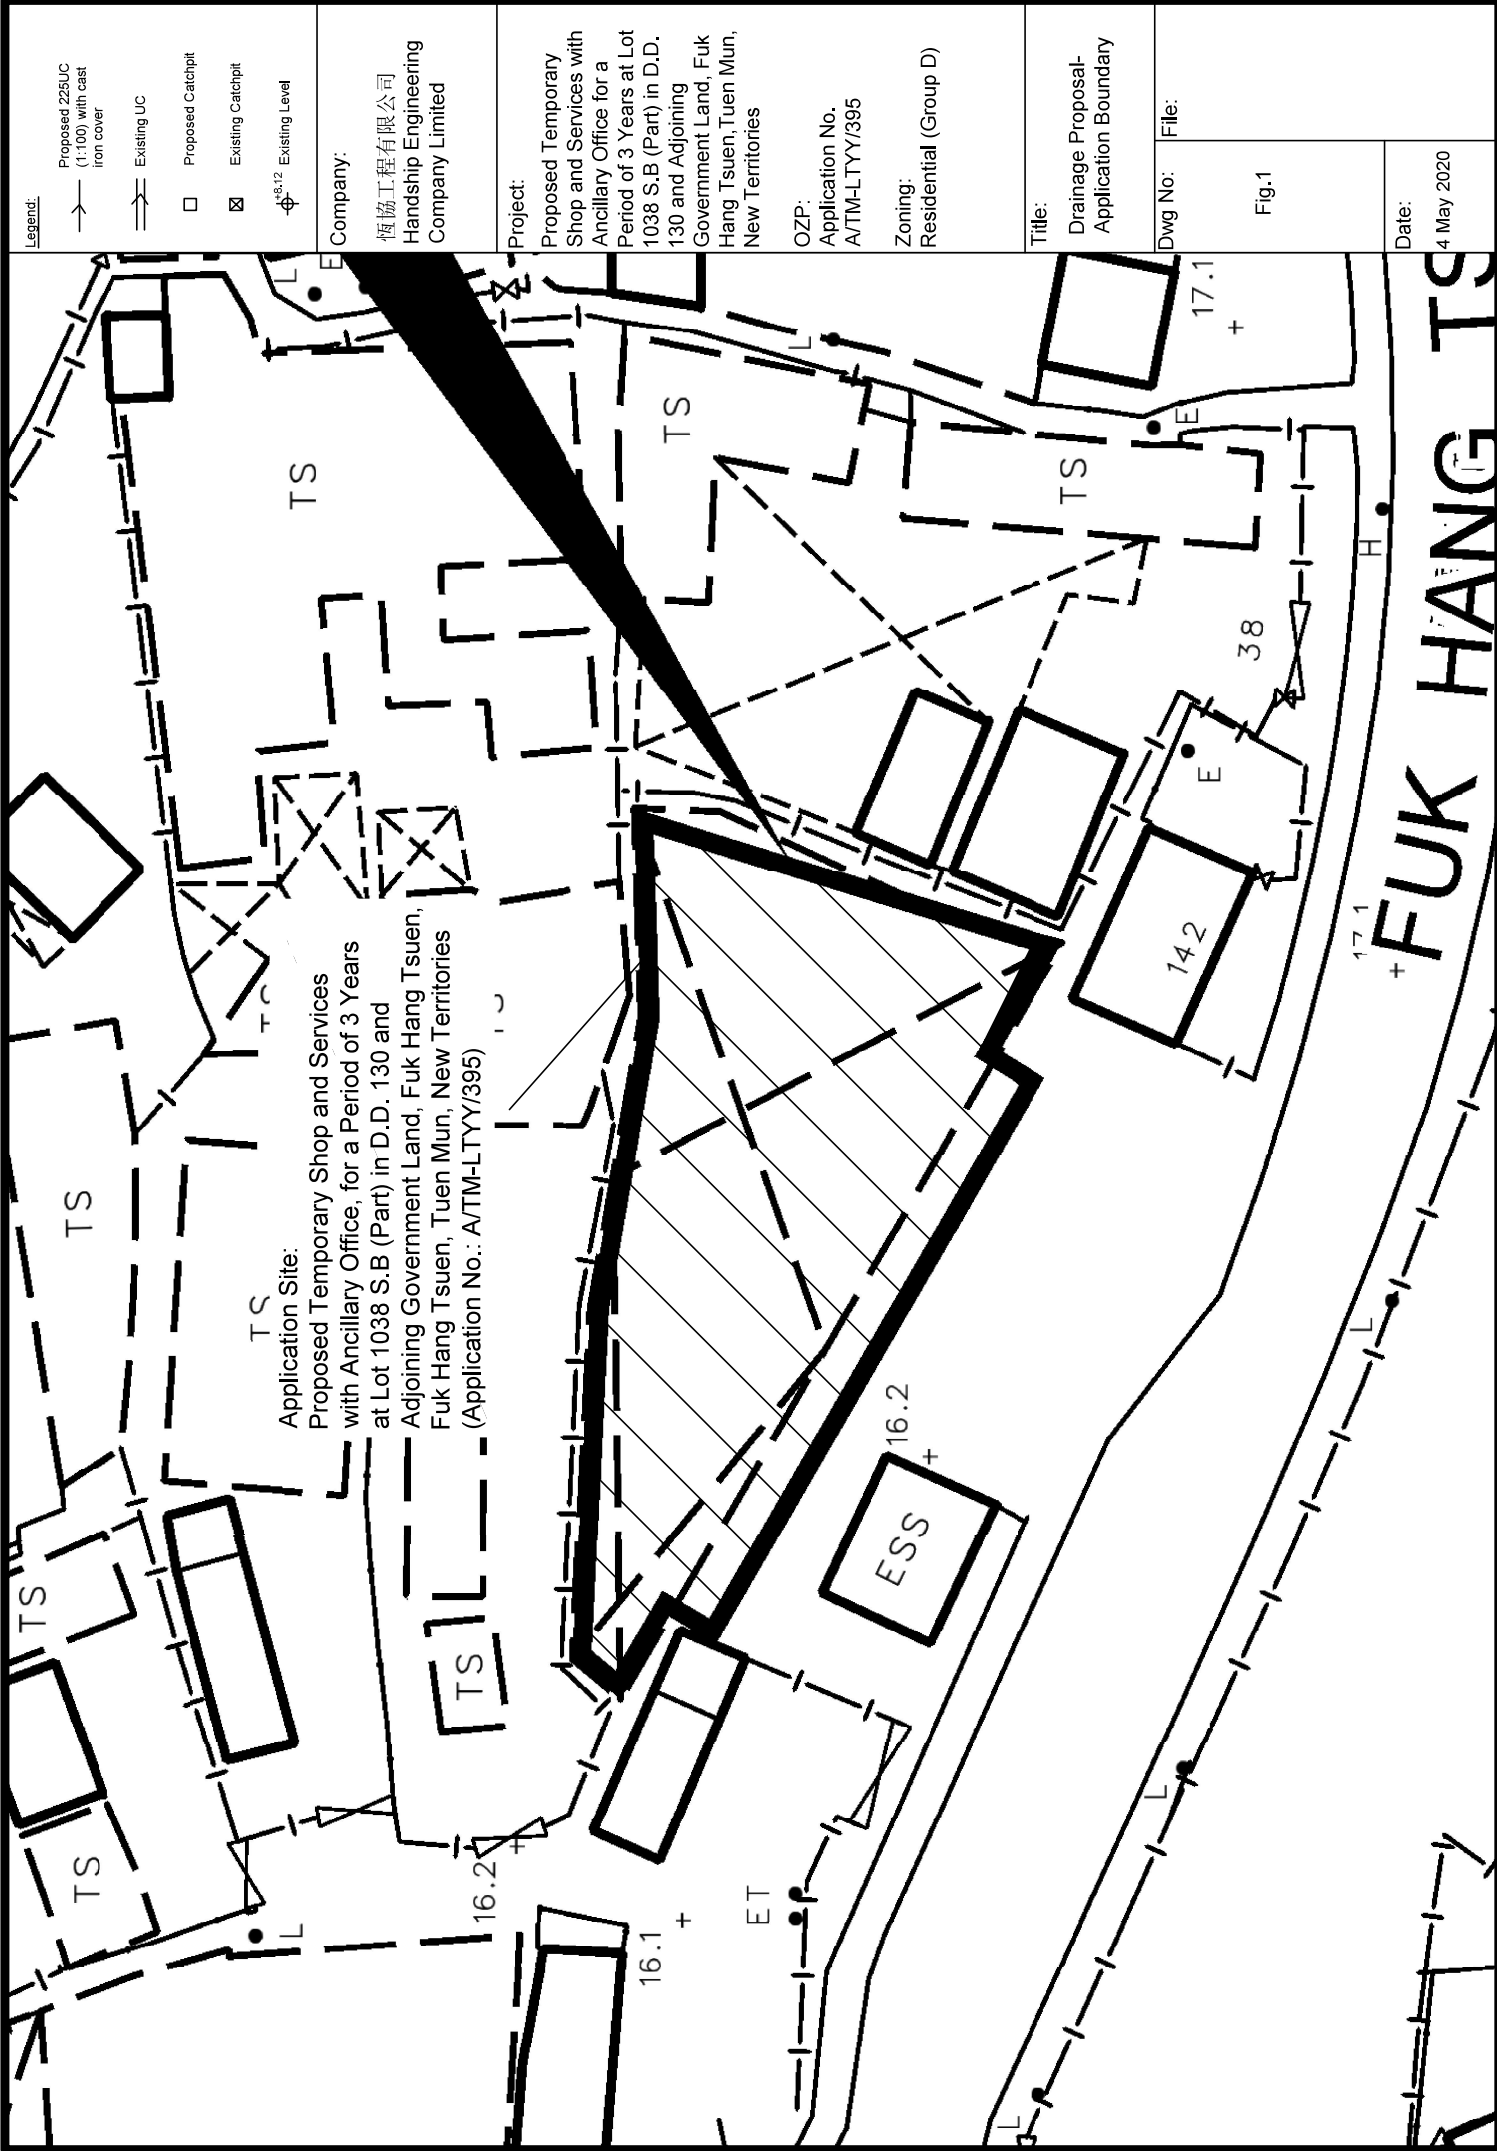 Legend:
Proposed 225UC
(1:100) with cast
iron cover
Existing UC
Proposed Catchpit
Existing Catchpit
+8.12
Existing Level
Company:
恆協工程有限公司
Handship Engineering
Company Limited
Project:
Proposed Temporary
Shop and Services with
Ancillary Office for a
Period of 3 Years at Lot
1038 S.B (Part) in D.D.
130 and Adjoining
Government Land, Fuk
Hang Tsuen,Tuen Mun,
New Territories
OZP:
Application No.
A/TM-LTYY/395
Zoning:
Residential (Group D)
Title:
Drainage Proposal-
Application Boundary
Dwg No:
Fig.1
File:
Date:
4 May 2020
Application Site:
Proposed Temporary Shop and Services
with Ancillary Office, for a Period of 3 Years
at Lot 1038 S.B (Part) in D.D. 130 and
Adjoining Government Land, Fuk Hang Tsuen,
Fuk Hang Tsuen, Tuen Mun, New Territories
(Application No.: A/TM-LTYY/395)
TS
TS
TS
TS
TS
TS
TS
TS
L
E
L
17.1
E
H
38
E
142
17.1
FUK HANG TS
16.2
ESS
L
L
L
L
16.2
16.1
ET